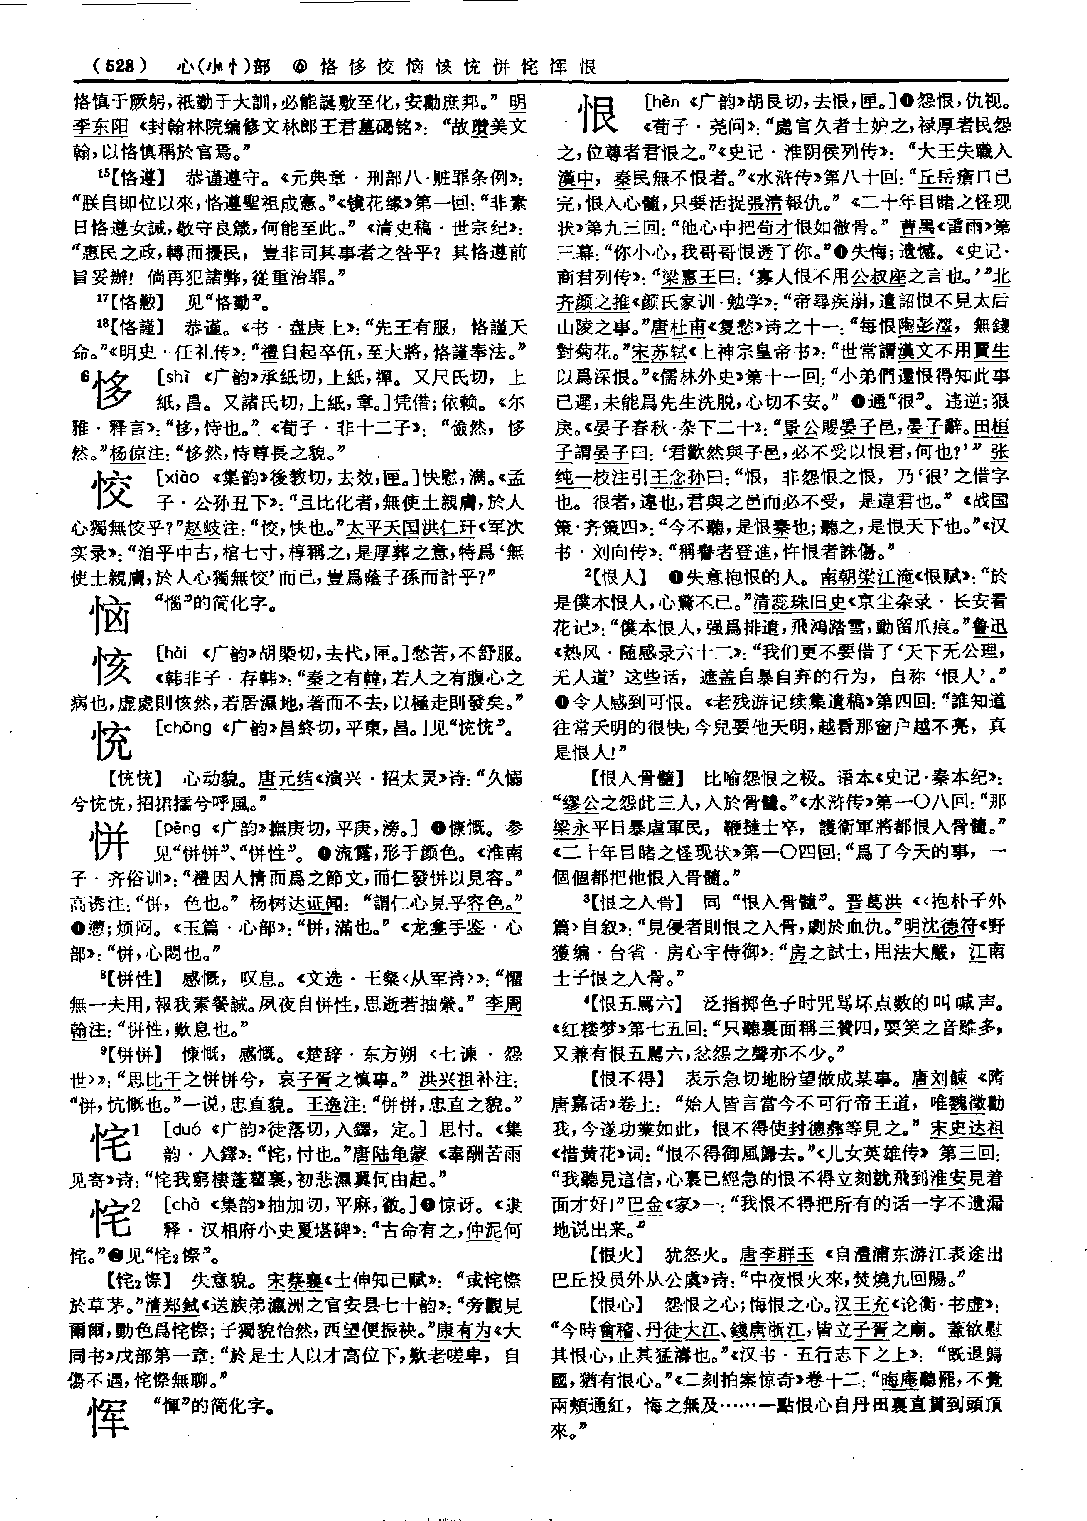 （528） 心(⺗忄)部 ⑥ 恪恀恔恼恢恍恲恜恽恨
恪慎于厥躬，祇勤于大訓，必能誕敷至化，安勸庶邦。”明
李东阳《封翰林院编修文林郎王君墓碣铭》：“故贊美文
翰，以恪慎稱於官焉。”
15【恪遵】 恭谨遵守。《元典章·刑部八·赃罪条例》：
“朕自即位以來，恪遵聖祖成憲。”《镜花缘》第一回：“非素
日恪遵女誡，敬守良箴，何能至此。”《清史稿·世宗纪》：
“惠民之政，轉而擾民，豈非司其事者之咎乎？其恪遵前
旨妥辦！倘再犯諸弊，從重治罪。”
17【恪懃】 见“恪勤”。
18【恪謹】 恭谨。《书·盘庚上》：“先王有服，恪謹天
命。”《明史·任礼传》：“禮自起卒伍，至大將，恪謹奉法。”
6恀 [shì 《广韵》承紙切，上紙，禪。又尺氏切，上
紙，昌。又諸氏切，上紙，章。]凭借；依赖。《尔
雅·释言》：“恀，恃也。”《荀子·非十二子》：“儉然，恀
然。”杨倞注：“恀然，恃尊長之貌。”
恔 [xiào 《集韵》後教切，去效，匣。]快慰，满。《孟
子·公孙丑下》：“且比化者，無使土親膚，於人
心獨無恔乎？”赵岐注：“恔，快也。”太平天国洪仁玕《军次
实录》：“洎乎中古，棺七寸，椁稱之，是厚葬之意，特爲‘無
使土親膚，於人心獨無恔’而已，豈爲蔭子孫而計乎？”
恼 “惱”的简化字。
[hài 《广韵》胡槩切，去代，匣。]愁苦，不舒服。
《韩非子·存韩》：“秦之有韓，若人之有腹心之
病也，虚處則㤥然，若居濕地，著而不去，以極走則發矣。”
㤝 [chōng 《广韵》昌終切，平東，昌。]见“㤝㤝”。
【㤝㤝】 心动貌。唐元结《演兴·招太灵》诗：“久愊
兮㤝㤝，招捃擩兮呼風。”
恲 [pēng 《广韵》撫庚切，平庚，滂。]❶慷慨。参
见“恲恲”、“恲性”。❷流露，形于颜色。《淮南
子·齐俗训》：“禮因人情而爲之節文，而仁發恲以見容。”
高诱注：“恲，色也。”杨树达证闻：“謂仁心見乎容色。”
❸懑；烦闷。《玉篇·心部》：“恲，滿也。”《龙龛手鉴·心
部》：“恲，心悶也。”
8【恲性】 感慨，叹息。《文选·王粲〈从军诗〉》：“懼
無一夫用，報我素餐誠。夙夜自恲性，思逝若抽縈。”李周
翰注：“恲性，歎息也。”
9【恲恲】 慷慨，感慨。《楚辞·东方朔〈七谏·怨
世〉》：“思比干之恲恲兮，哀子胥之慎事。”洪兴祖补注：
“恲，忼慨也。”一说，忠直貌。王逸注：“恲恲，忠直之貌。”
㤞1 [duó 《广韵》徒落切，入鐸，定。]思忖。《集
韵·入鐸》：“㤞，忖也。”唐陆龟蒙《奉酬苦雨
见寄》诗：“㤞我窮棲蓬藋裏，初悲濕翼何由起。”
㤞2 [chà 《集韵》抽加切，平麻，徹。]❶惊讶。《隶
释·汉相府小史夏堪碑》：“古命有之，仲泥何
㤞。”❷见“㤞2憏”。
【㤞2憏】 失意貌。宋蔡襄《士伸知己赋》：“或㤞憏
於草茅。”清郑鉽《送族弟瀛洲之官安县七十韵》：“旁觀見
爾爾，動色爲㤞憏；子獨貌怡然，西望便振袂。”康有为《大
同书》戊部第一章：“於是士人以才高位下，歎老嗟卑，自
傷不遇，㤞憏無聊。”
恽 “惲”的简化字。
恨 [hèn 《广韵》胡艮切，去恨，匣。]❶怨恨，仇视。
《荀子·尧问》：“處官久者士妒之，禄厚者民怨
之，位尊者君恨之。”《史记·淮阴侯列传》：“大王失職入
漢中，秦民無不恨者。”《水浒传》第八十回：“丘岳瘡口已
完，恨入心髓，只要活捉張清報仇。”《二十年目睹之怪现
状》第九三回：“他心中把苟才恨如徹骨。”曹禺《雷雨》第
三幕：“你小心，我哥哥恨透了你。”❷失悔；遗憾。《史记·
商君列传》：“梁惠王曰：‘寡人恨不用公叔座之言也。’”北
齐颜之推《颜氏家训·勉学》：“帝尋疾崩，遺詔恨不見太后
山陵之事。”唐杜甫《复愁》诗之十一：“每恨陶彭澤，無錢
對菊花。”宋苏轼《上神宗皇帝书》：“世常謂漢文不用賈生
以爲深恨。”《儒林外史》第十一回：“小弟們還恨得知此事
已遲，未能爲先生洗脱，心切不安。”❸通“很”。违逆；狠
戾。《晏子春秋·杂下二十》：“景公賜晏子邑，晏子辭。田桓
子謂晏子曰：‘君歡然與子邑，必不受以恨君，何也？’”张
纯一校注引王念孙曰：“恨，非怨恨之恨，乃‘很’之借字
也。很者，違也，君與之邑而必不受，是違君也。”《战国
策·齐策四》：“今不聽，是恨秦也；聽之，是恨天下也。”《汉
书·刘向传》：“稱譽者登進，忤恨者誅傷。”
2【恨人】 ❶失意抱恨的人。南朝梁江淹《恨赋》：“於
是僕本恨人，心驚不已。”清蕊珠旧史《京尘杂录·长安看
花记》：“僕本恨人，强爲排遣，飛鸿踏雪，動留爪痕。”鲁迅
《热风·随感录六十二》：“我们更不要借了‘天下无公理，
无人道’这些话，遮盖自暴自弃的行为，自称‘恨人’。”
❷令人感到可恨。《老残游记续集遗稿》第四回：“誰知道
往常天明的很快，今兒要他天明，越看那窗户越不亮，真
是恨人！”
【恨入骨髓】 比喻怨恨之极。语本《史记·秦本纪》：
“繆公之怨此三人，入於骨髓。”《水浒传》第一〇八回：“那
梁永平日暴虐軍民，鞭撻士卒，護衛軍將都恨入骨髓。”
《二十年目睹之怪现状》第一〇四回：“爲了今天的事，一
個個都把他恨入骨髓。”
3【恨之入骨】 同“恨入骨髓”。晋葛洪《〈抱朴子外
篇〉自叙》：“見侵者則恨之入骨，劇於血仇。”明沈德符《野
獲编·台省·房心宇侍御》：“房之試士，用法大嚴，江南
士子恨之入骨。”
4【恨五罵六】 泛指掷色子时咒骂坏点数的叫喊声。
《红楼梦》第七五回：“只聽裏面稱三贊四，耍笑之音雖多，
又兼有恨五罵六，忿怨之聲亦不少。”
【恨不得】 表示急切地盼望做成某事。唐刘餗《隋
唐嘉话》卷上：“始人皆言當今不可行帝王道，唯魏徵勸
我，今遂功業如此，恨不得使封德彝等見之。”宋史达祖
《惜黄花》词：“恨不得御風歸去。”《儿女英雄传》第三回：
“我聽見這信，心裏已經急的恨不得立刻就飛到淮安見着
面才好！”巴金《家》一：“我恨不得把所有的话一字不遗漏
地说出来。”
【恨火】 犹怨火。唐李群玉《自澧浦东游江表途出
巴丘投员外从公虞》诗：“中夜恨火來，焚燒九回腸。”
【恨心】 怨恨之心；悔恨之心。汉王充《论衡·书虚》：
“今時會稽、丹徒大江、錢唐浙江，皆立子胥之廟。蓋欲慰
其恨心，止其猛濤也。”《汉书·五行志下之上》：“既退歸
國，猶有恨心。”《二刻拍案惊奇》卷十二：“晦庵聽罷，不覺
兩頰通紅，悔之無及……一點恨心自丹田裏直貫到頭頂
來。”